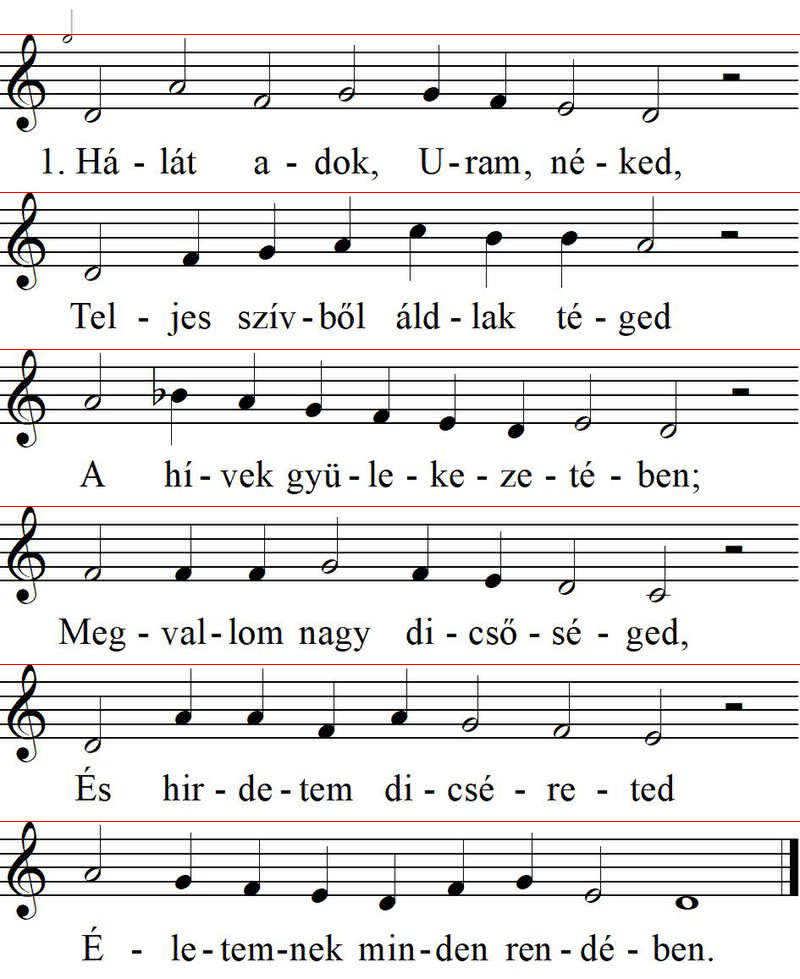 1. Há - lát a - dok, U - ram, né - ked,
Tel - jes szív - ből áld - lak té - ged
A hí - vek gyü - le - ke - ze - té - ben;
Meg - val - lom nagy di - cső - sé - ged,
És hir - de - tem di - csé - re - ted
É - le - tem - nek min - den ren - dé - ben.